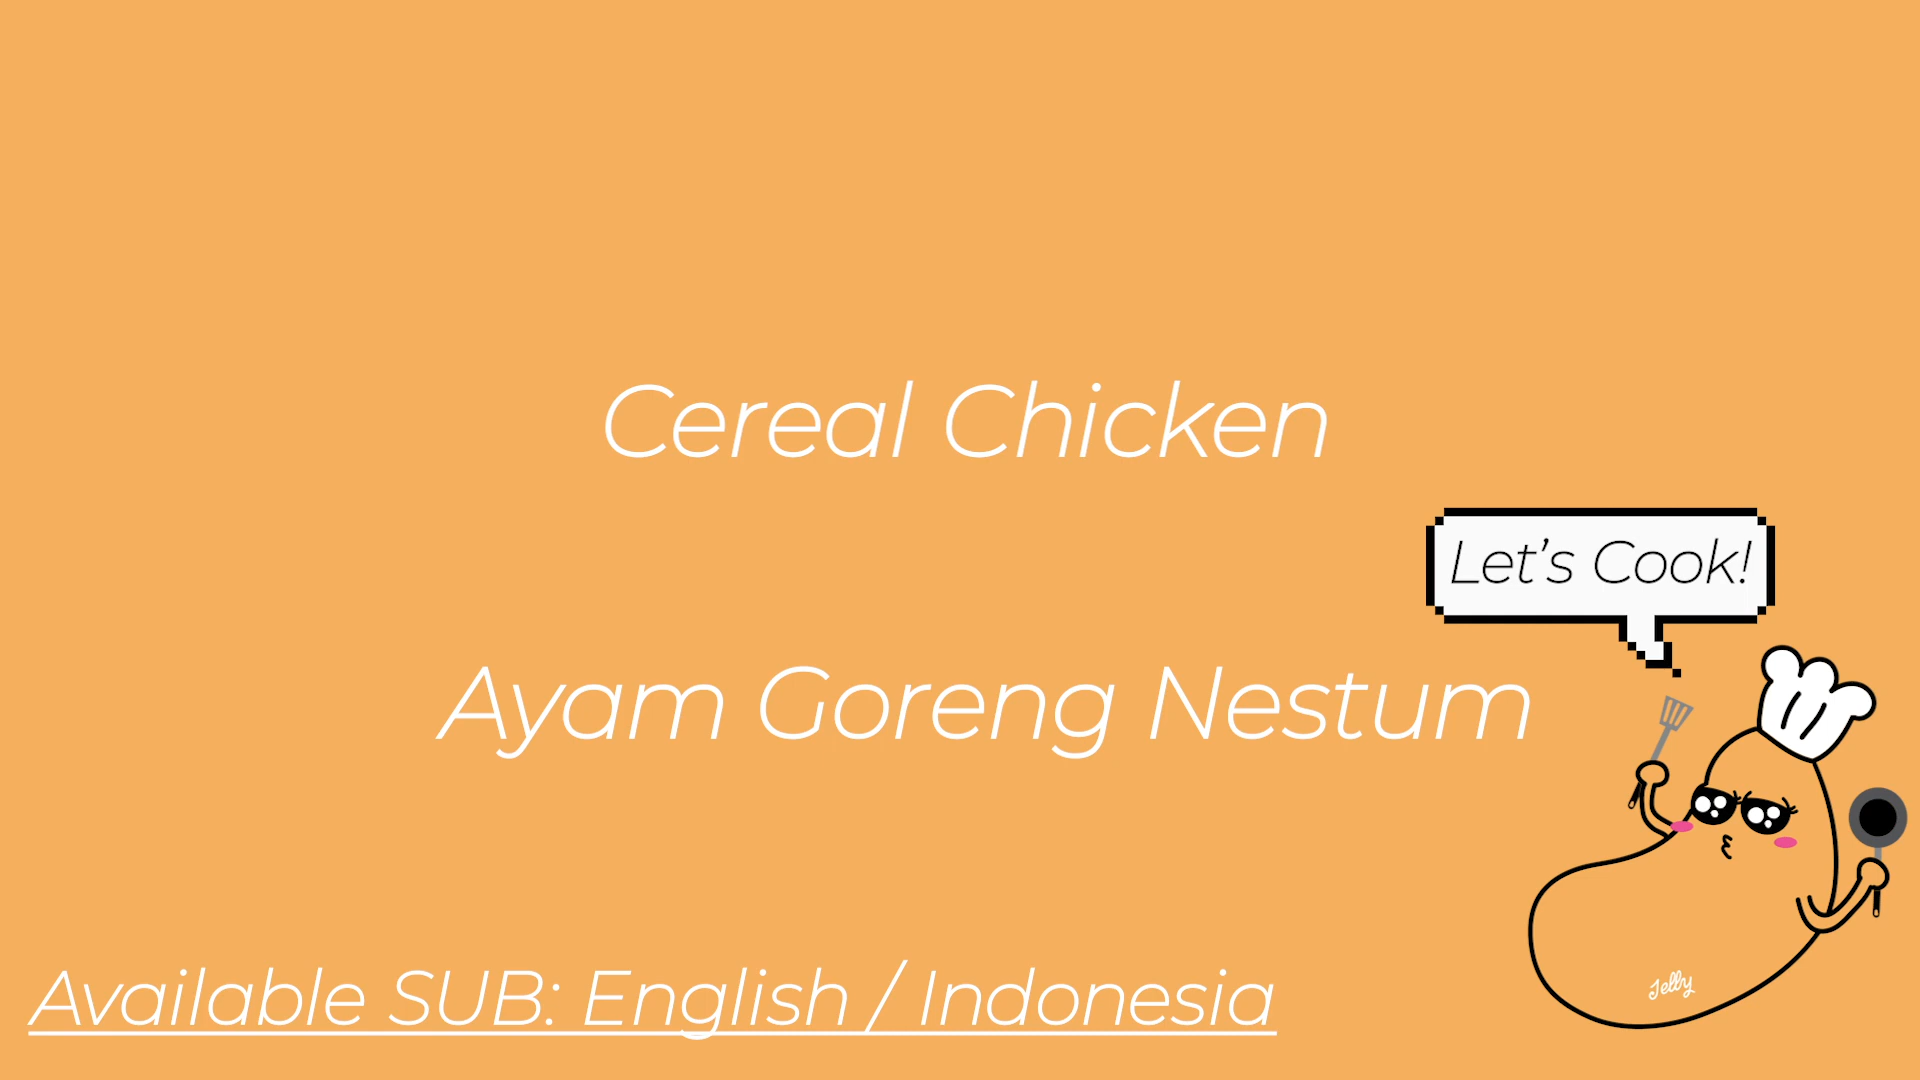 Cereal Chicken
Let's Cook!
Ayam Goreng Nestum
Jelly
Available SUB: English / Indonesia